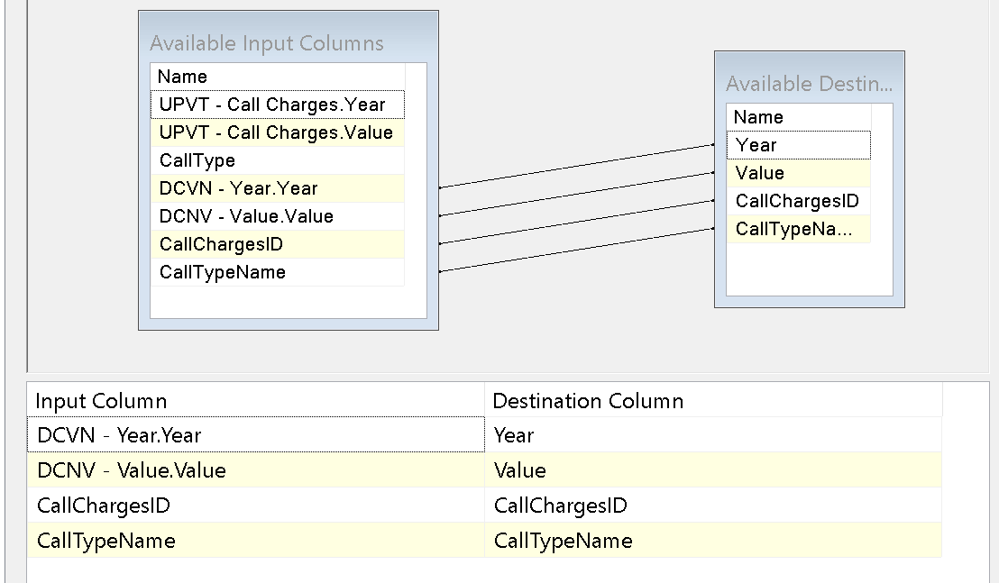 Available Input Columns
Name
UPVT - Call Charges.Year
UPVT - Call Charges.Value
CallType
DCVN - Year.Year
DCNV - Value.Value
CallChargesID
CallTypeName
Available Destin...
Name
Year
Value
CallChargesID
CallTypeNa...
Input Column Destination Column
DCVN - Year.Year Year
DCNV - Value.Value Value
CallChargesID CallChargesID
CallTypeName CallTypeName